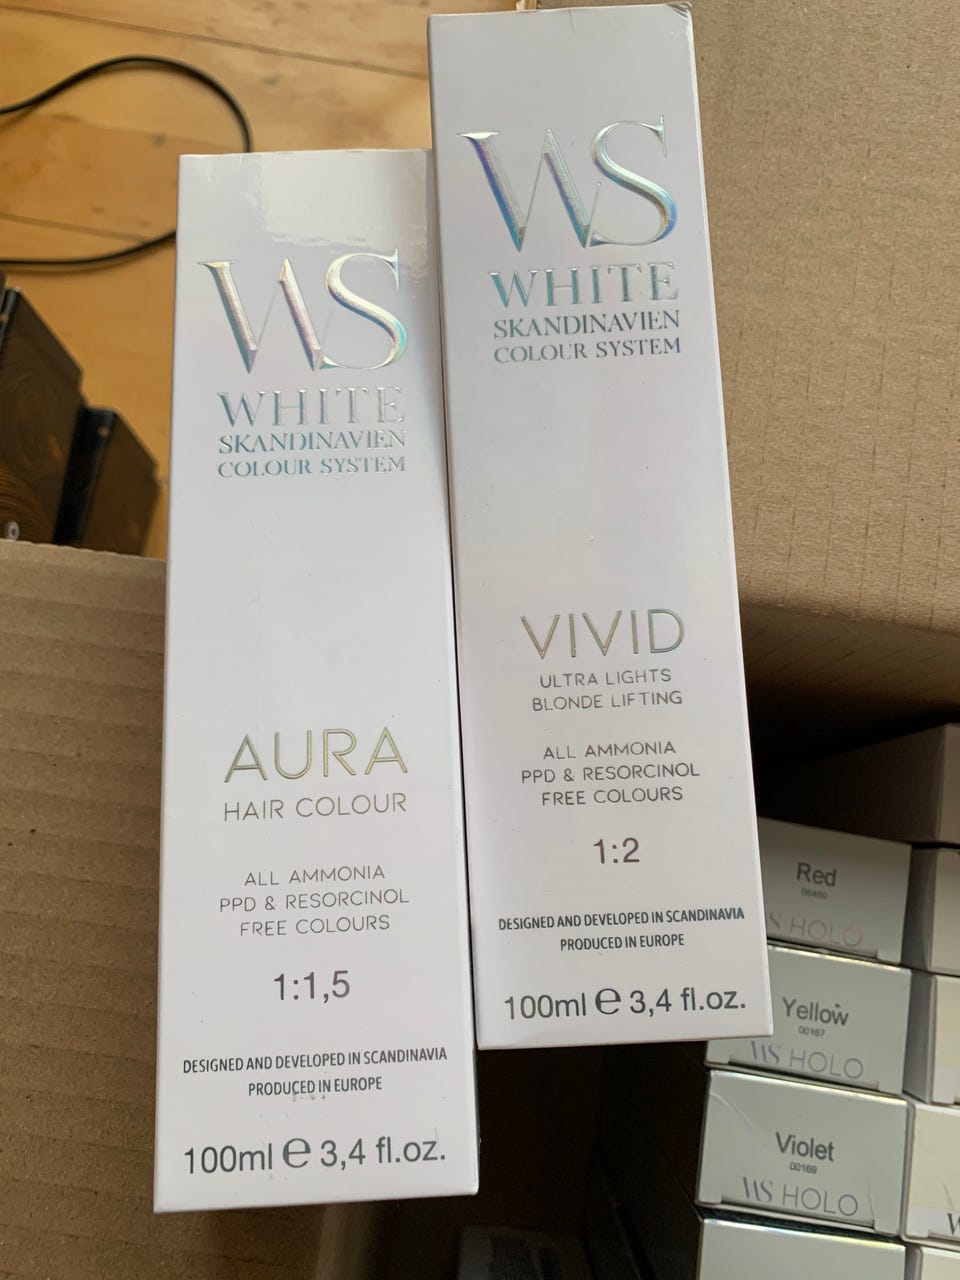 WS
WHITE
SKANDINAVIEN
COLOUR SYSTEM
AURA
HAIR COLOUR
ALL AMMONIA
PPD & RESORCINOL
FREE COLOURS
1:1,5
DESIGNED AND DEVELOPED IN SCANDINAVIA
PRODUCED IN EUROPE
100ml e 3,4 fl.oz.
WS
WHITE
SKANDINAVIEN
COLOUR SYSTEM
VIVID
ULTRA LIGHTS
BLONDE LIFTING
ALL AMMONIA
PPD & RESORCINOL
FREE COLOURS
1:2
DESIGNED AND DEVELOPED IN SCANDINAVIA
PRODUCED IN EUROPE
100ml e 3,4 fl.oz.
Red
S HOLO
Yellow
00167
WS HOLO
Violet
00169
WS HOLO